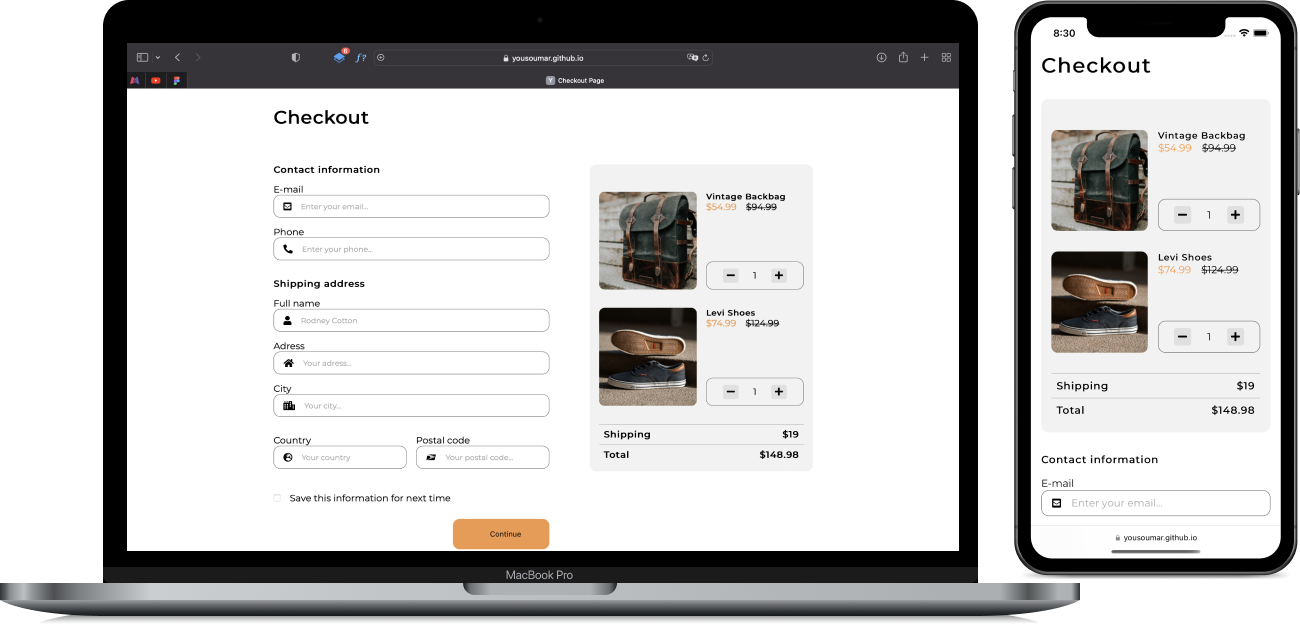 yousoumar.github.io
Checkout Page
Checkout
Contact information
E-mail
Enter your email...
Phone
Enter your phone...
Shipping address
Full name
Rodney Cotton
Adress
Your adress...
City
Your city...
Country
Postal code
Your country
Your postal code...
Save this information for next time
Continue
Vintage Backbag
$54.99 $94.99
1
Levi Shoes
$74.99 $124.99
1
Shipping $19
Total $148.98
MacBook Pro
8:30
Checkout
Vintage Backbag
$54.99 $94.99
1
Levi Shoes
$74.99 $124.99
1
Shipping $19
Total $148.98
Contact information
E-mail
Enter your email...
yousoumar.github.io